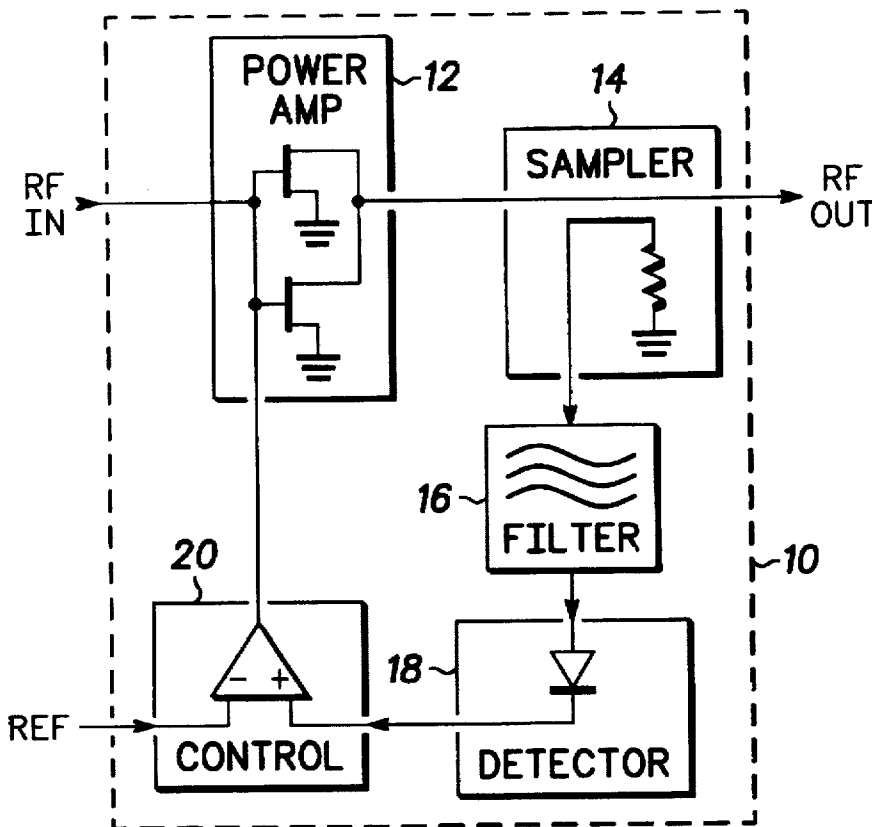 POWER
AMP
12
14
SAMPLER
RF
IN
RF
OUT
16
FILTER
10
20
18
- +
REF
CONTROL
DETECTOR